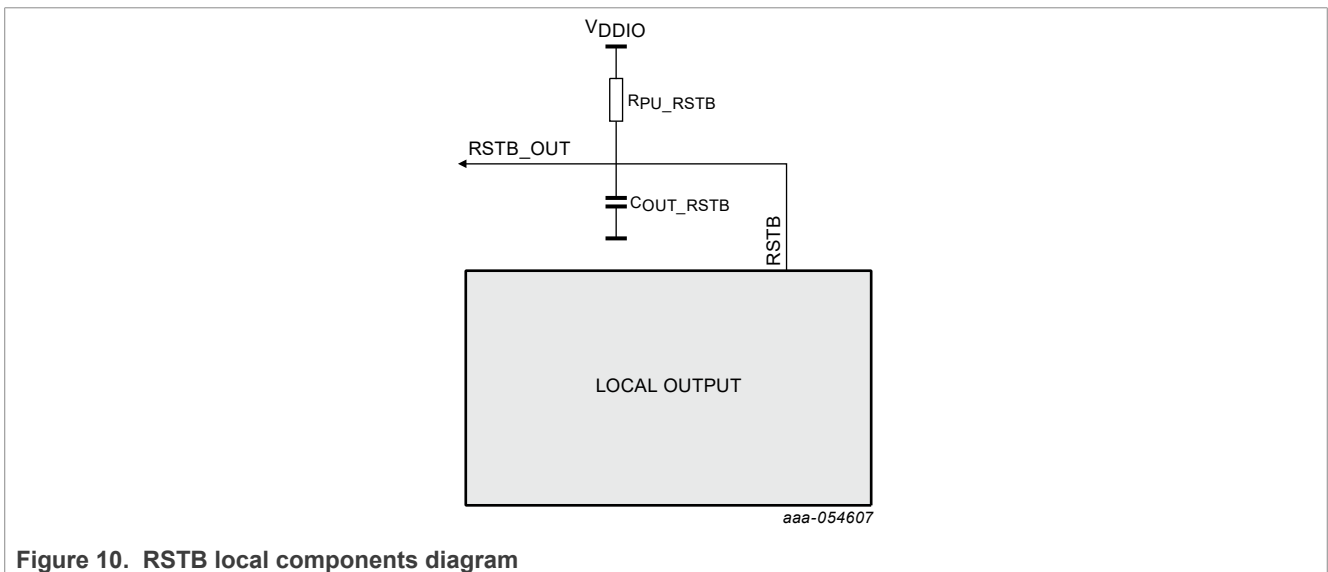 VDDIO
RPU_RSTB
RSTB_OUT
COUT_RSTB
RSTB
LOCAL OUTPUT
aaa-054607
Figure 10. RSTB local components diagram